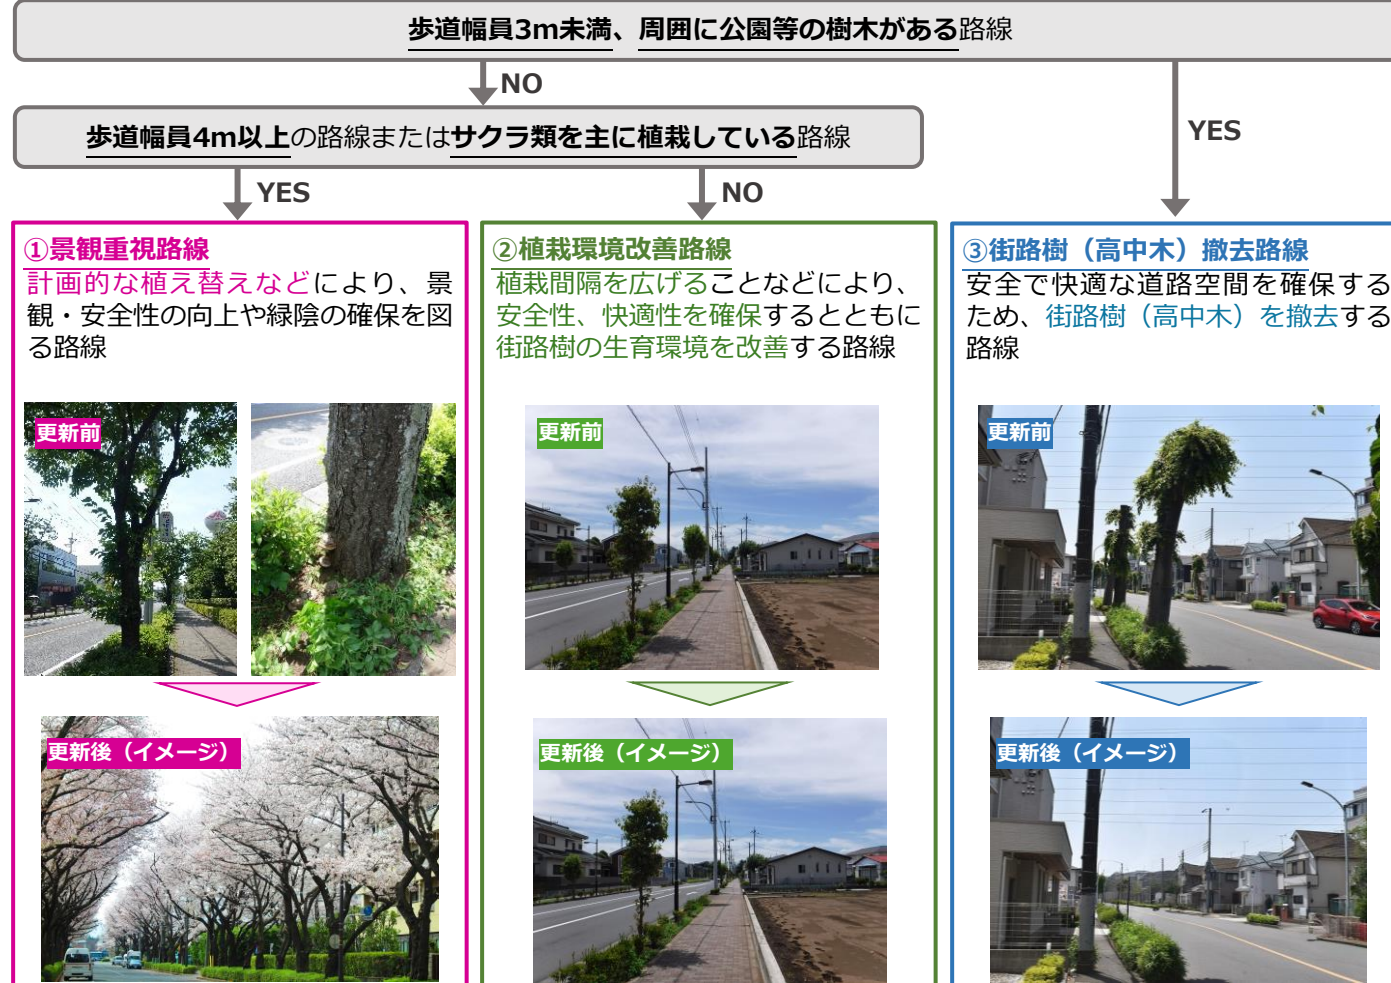 歩道幅員3m未満、周囲に公園等の樹木がある路線
NO
YES
歩道幅員4m以上の路線またはサクラ類を主に植栽している路線
YES
NO
①景観重視路線
計画的な植え替えなどにより、景
観・安全性の向上や緑陰の確保を図
る路線
更新前
更新後（イメージ）
②植栽環境改善路線
植栽間隔を広げることなどにより、
安全性、快適性を確保するとともに
街路樹の生育環境を改善する路線
更新前
更新後（イメージ）
③街路樹（高中木）撤去路線
安全で快適な道路空間を確保する
ため、街路樹（高中木）を撤去する
路線
更新前
更新後（イメージ）